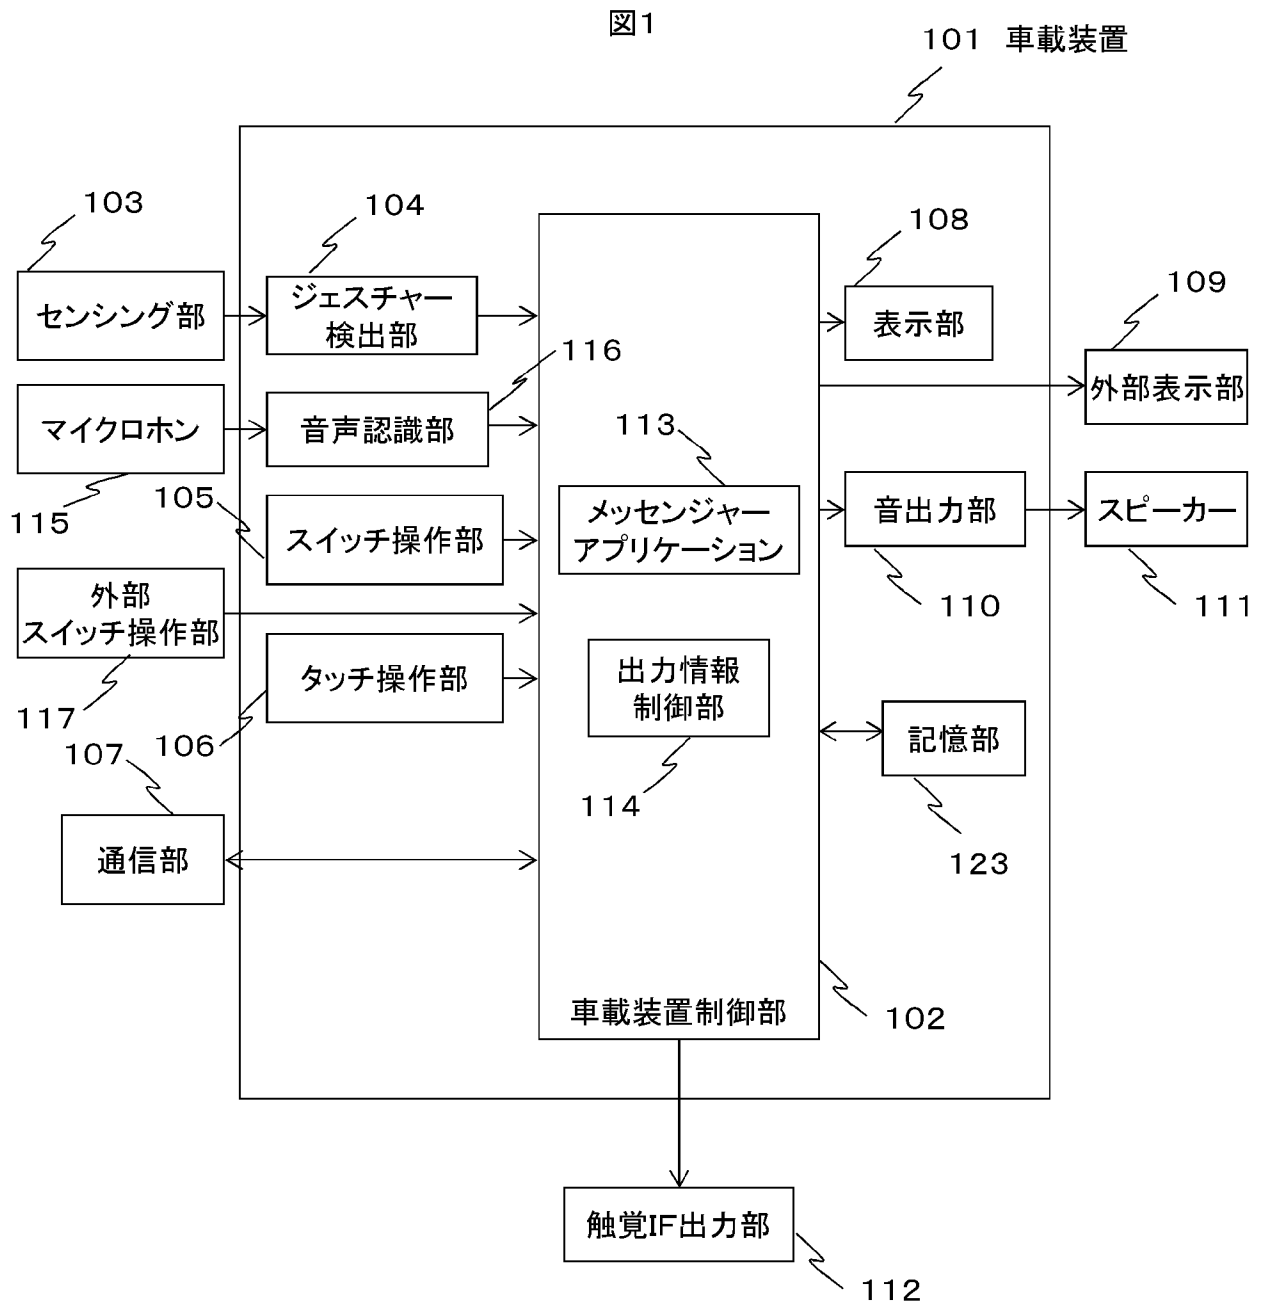 図1
101 車載装置
103
104
108
109
センシング部
ジェスチャー
検出部
表示部
外部表示部
116
マイクロホン
音声認識部
113
115
105
スイッチ操作部
メッセンジャー
アプリケーション
音出力部
スピーカー
110
111
外部
スイッチ操作部
117
タッチ操作部
106
出力情報
制御部
114
記憶部
123
107
通信部
車載装置制御部
102
触覚IF出力部
112